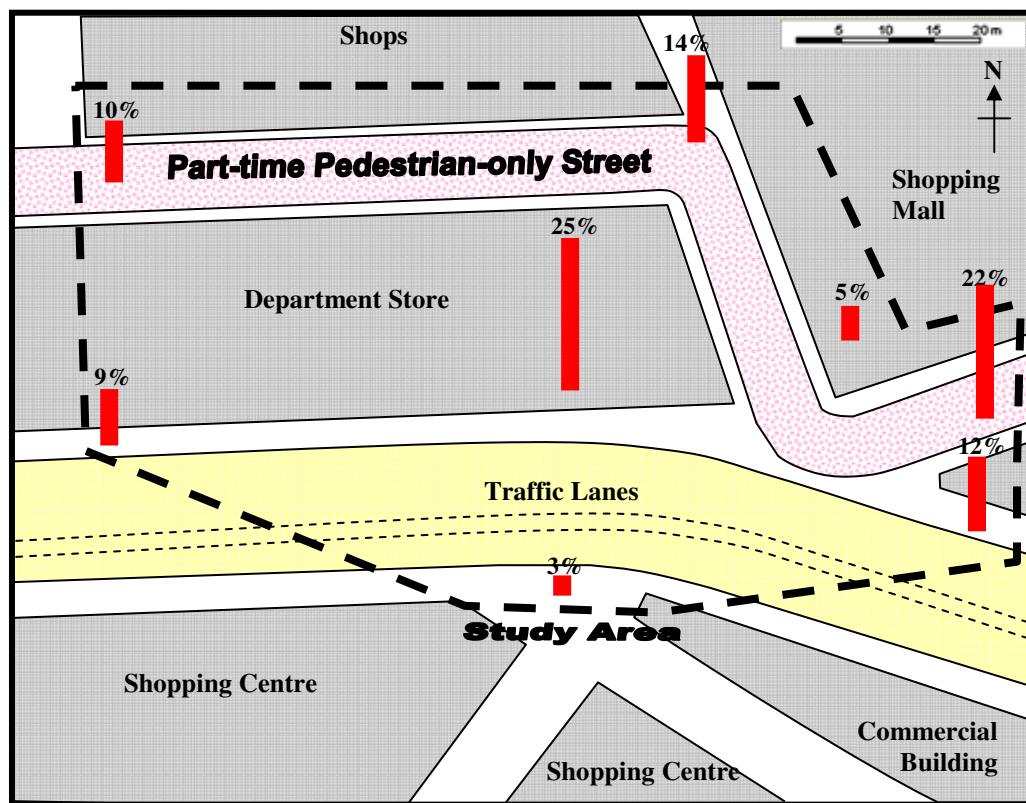 Shops
14%
5 10 15 20 m
N
10%
Part-time Pedestrian-only Street
Shopping
Mall
25%
22%
5%
Department Store
9%
12%
Traffic Lanes
3%
Study Area
Shopping Centre
Commercial
Building
Shopping Centre